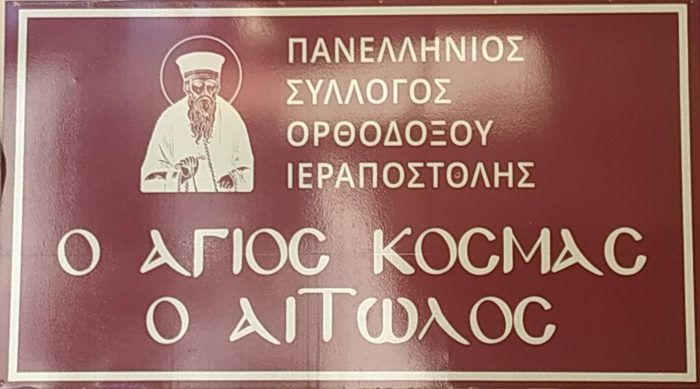 ΠΑΝΕΛΛΗΝΙΟΣ
ΣΥΛΛΟΓΟΣ
ΟΡΘΟΔΟΞΟΥ
ΙΕΡΑΠΟΣΤΟΛΗΣ
Ο ΑΓΙΟΣ ΚΟΣΜΑΣ
Ο ΑΙΤΩΛΟΣ